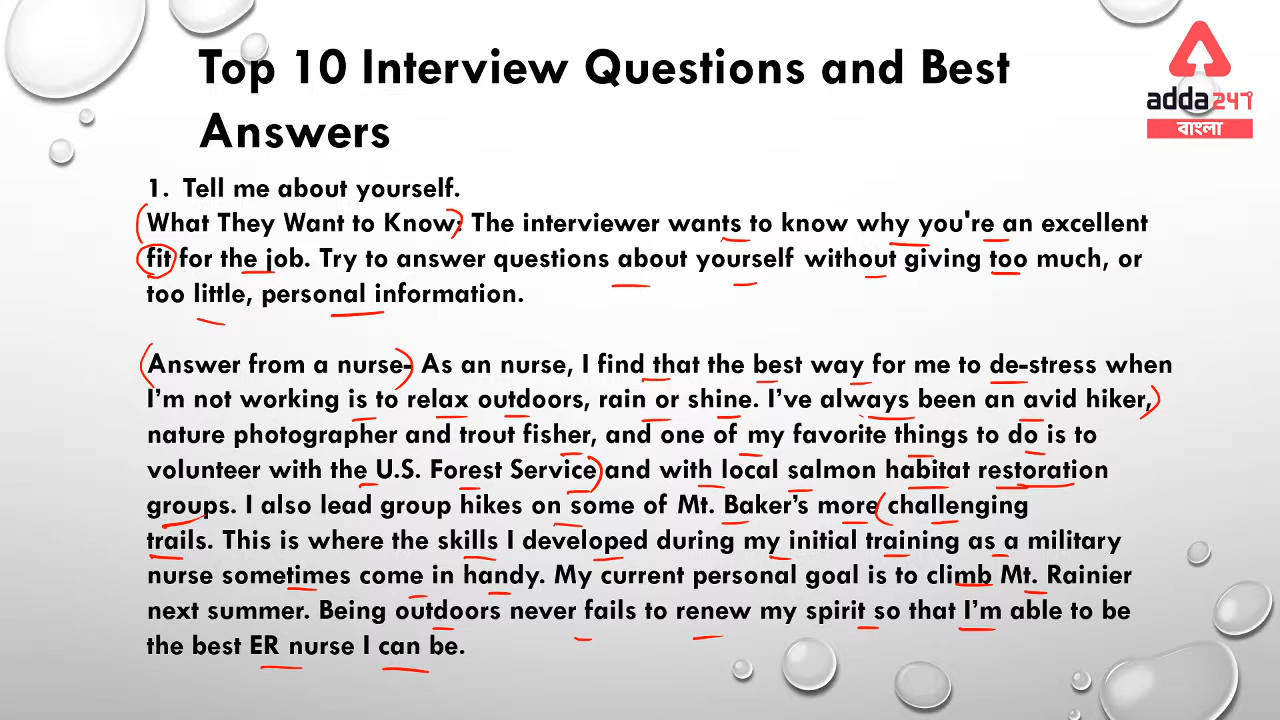 Top 10 Interview Questions and Best
Answers
adda247
বাংলা
1. Tell me about yourself.
What They Want to Know: The interviewer wants to know why you're an excellent
fit for the job. Try to answer questions about yourself without giving too much, or
too little, personal information.
Answer from a nurse- As an nurse, I find that the best way for me to de-stress when
I'm not working is to relax outdoors, rain or shine. I've always been an avid hiker,
nature photographer and trout fisher, and one of my favorite things to do is to
volunteer with the U.S. Forest Service and with local salmon habitat restoration
groups. I also lead group hikes on some of Mt. Baker's more challenging
trails. This is where the skills I developed during my initial training as a military
nurse sometimes come in handy. My current personal goal is to climb Mt. Rainier
next summer. Being outdoors never fails to renew my spirit so that I'm able to be
the best ER nurse I can be.